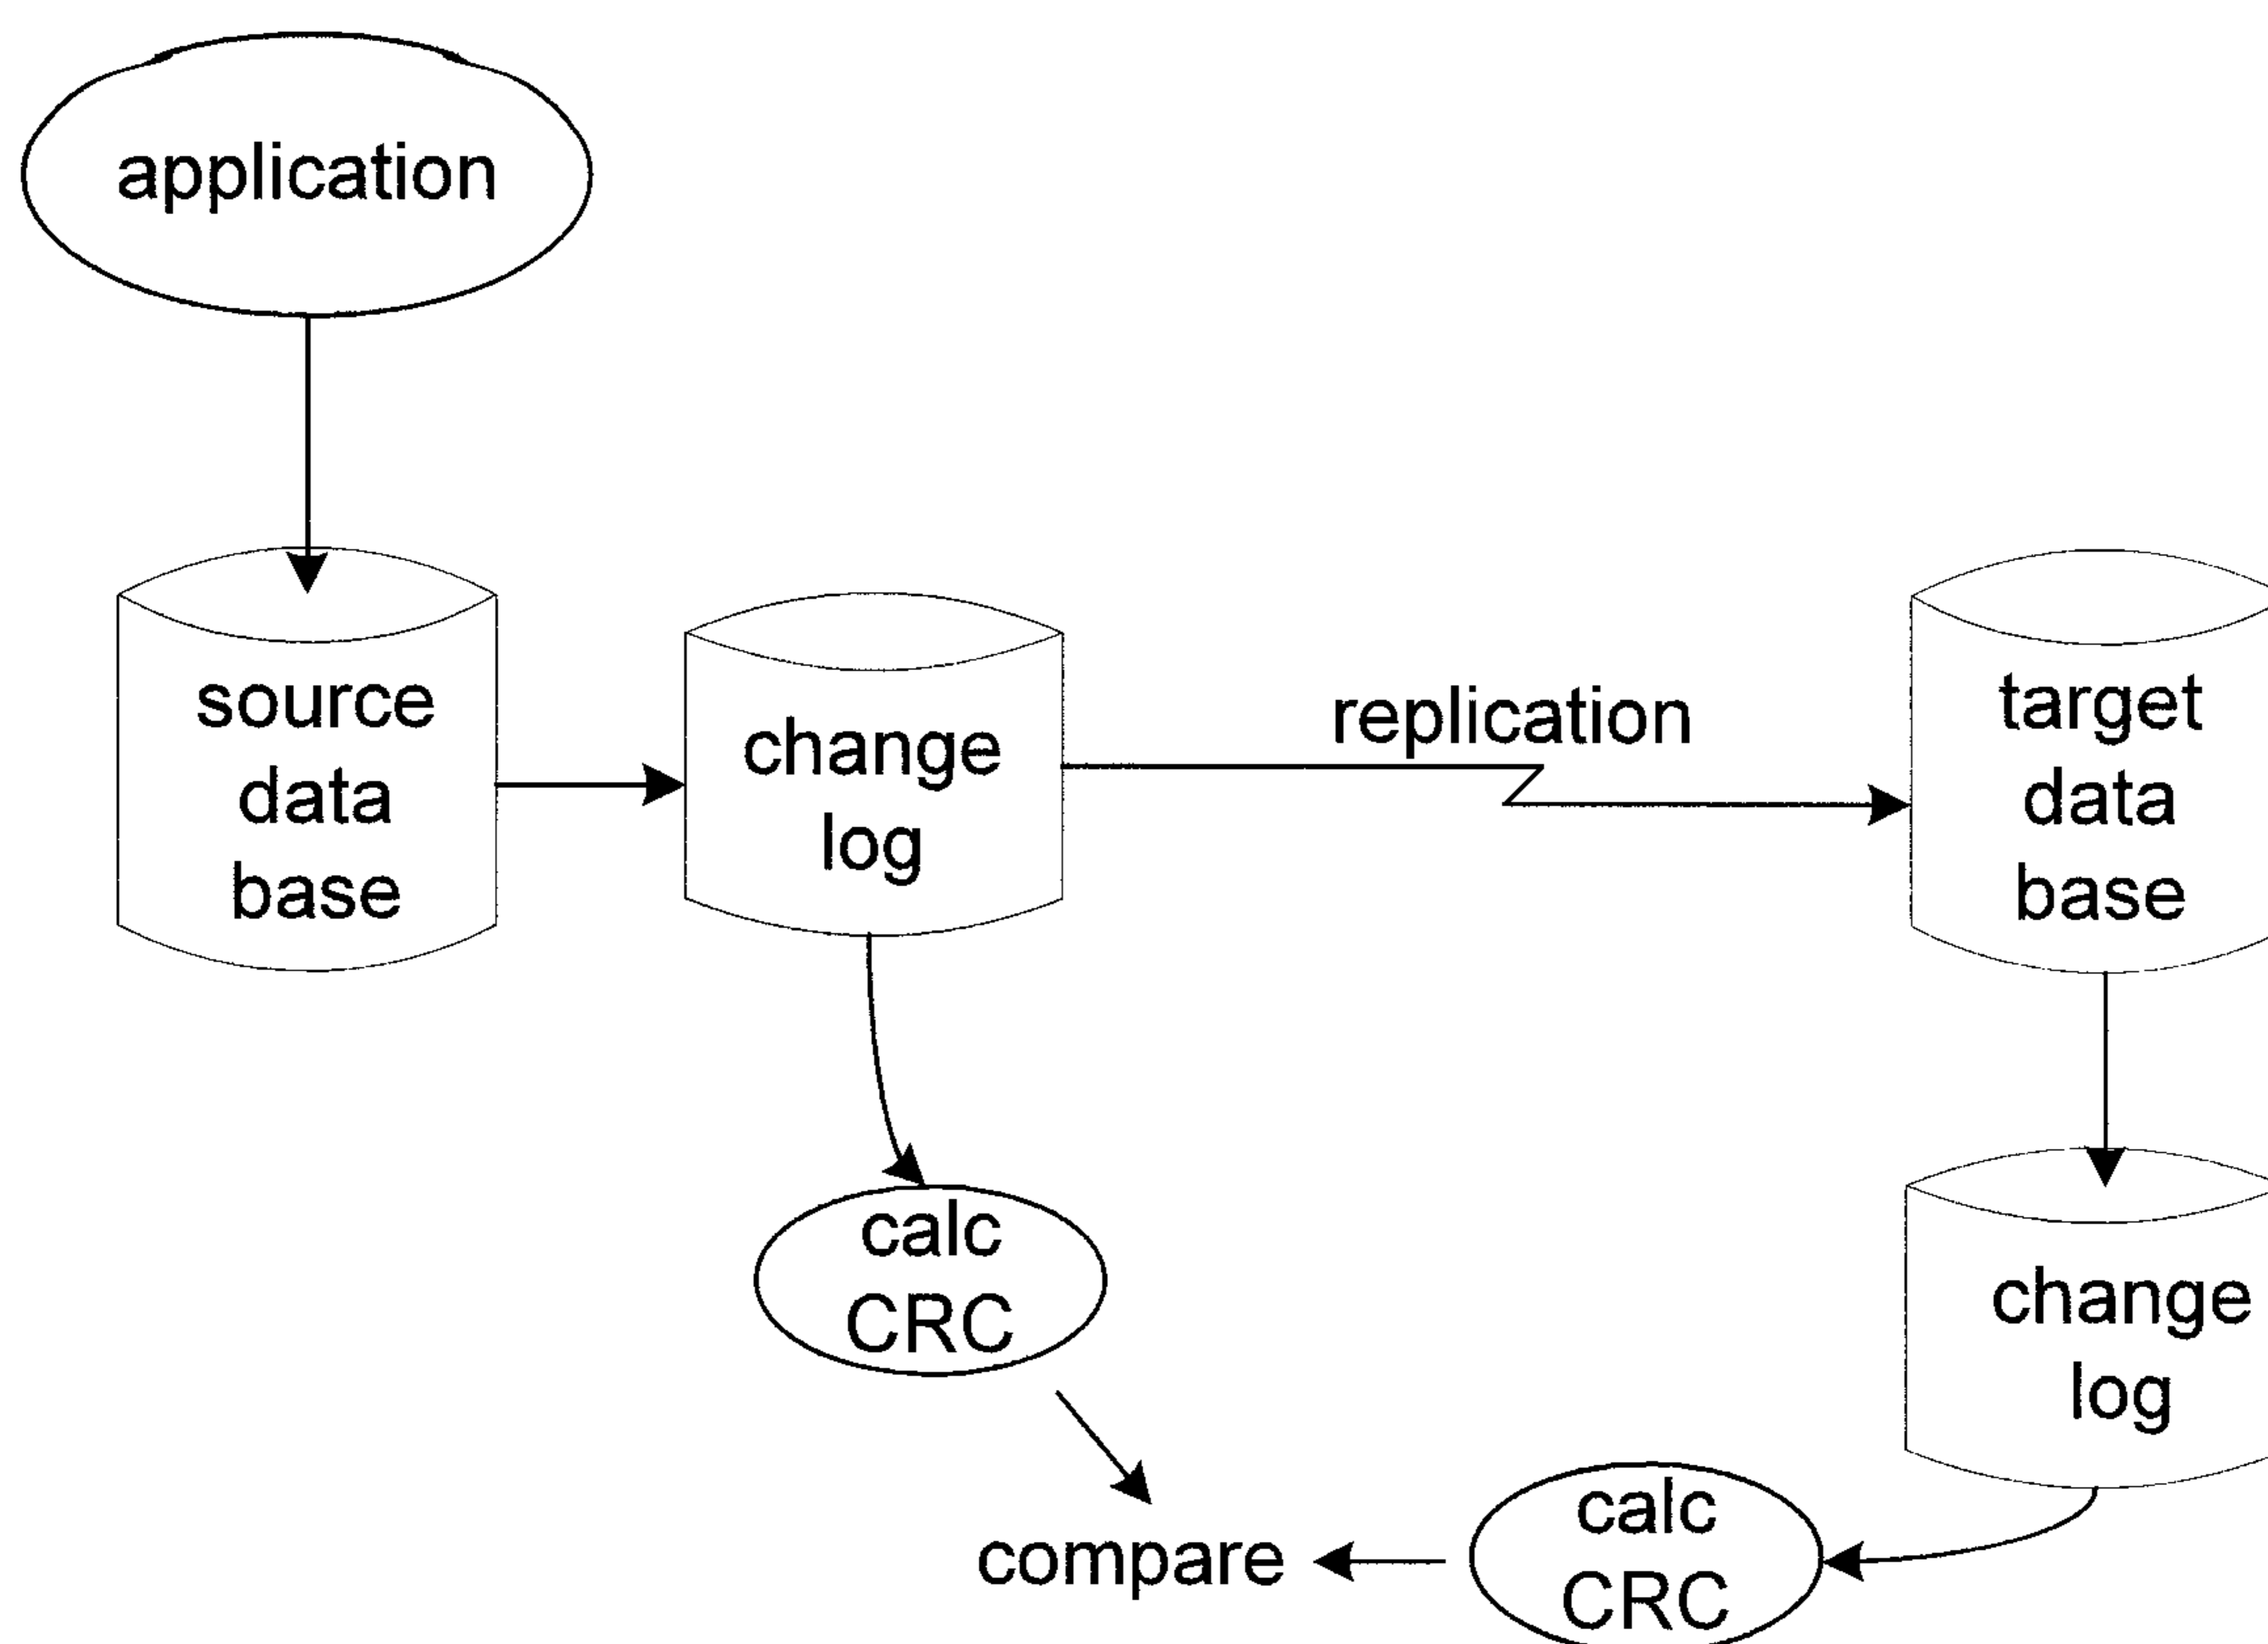 application
source
data
base
change
log
replication
target
data
base
calc
CRC
change
log
compare
calc
CRC